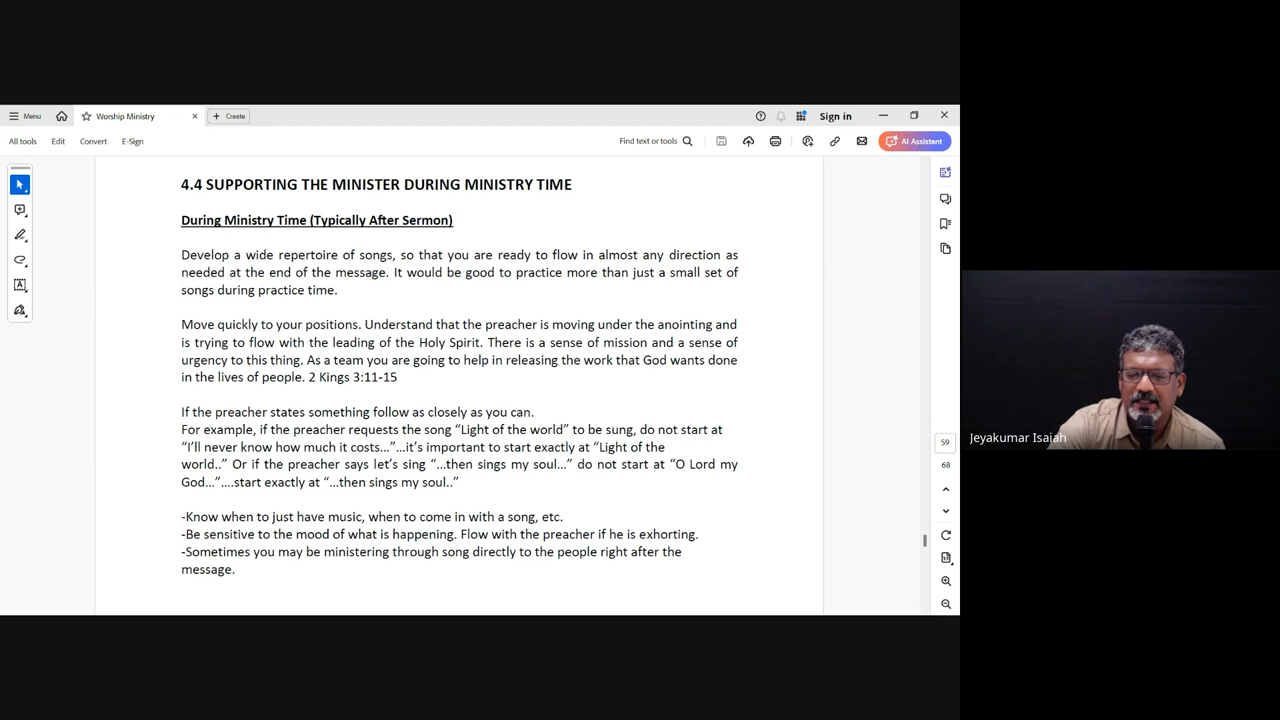 Menu
Worship Ministry
Create
Sign in
All tools
Edit
Convert
E-Sign
Find text or tools
AI Assistant
4.4 SUPPORTING THE MINISTER DURING MINISTRY TIME
During Ministry Time (Typically After Sermon)
Develop a wide repertoire of songs, so that you are ready to flow in almost any direction as
needed at the end of the message. It would be good to practice more than just a small set of
songs during practice time.
Move quickly to your positions. Understand that the preacher is moving under the anointing and
is trying to flow with the leading of the Holy Spirit. There is a sense of mission and a sense of
urgency to this thing. As a team you are going to help in releasing the work that God wants done
in the lives of people. 2 Kings 3:11-15
If the preacher states something follow as closely as you can.
For example, if the preacher requests the song “Light of the world” to be sung, do not start at
“I’ll never know how much it costs…”…it’s important to start exactly at “Light of the
world..” Or if the preacher says let’s sing “…then sings my soul…” do not start at “O Lord my
God…”….start exactly at “…then sings my soul..”
-Know when to just have music, when to come in with a song, etc.
-Be sensitive to the mood of what is happening. Flow with the preacher if he is exhorting.
-Sometimes you may be ministering through song directly to the people right after the
message.
59
68
Jeyakumar Isaiah